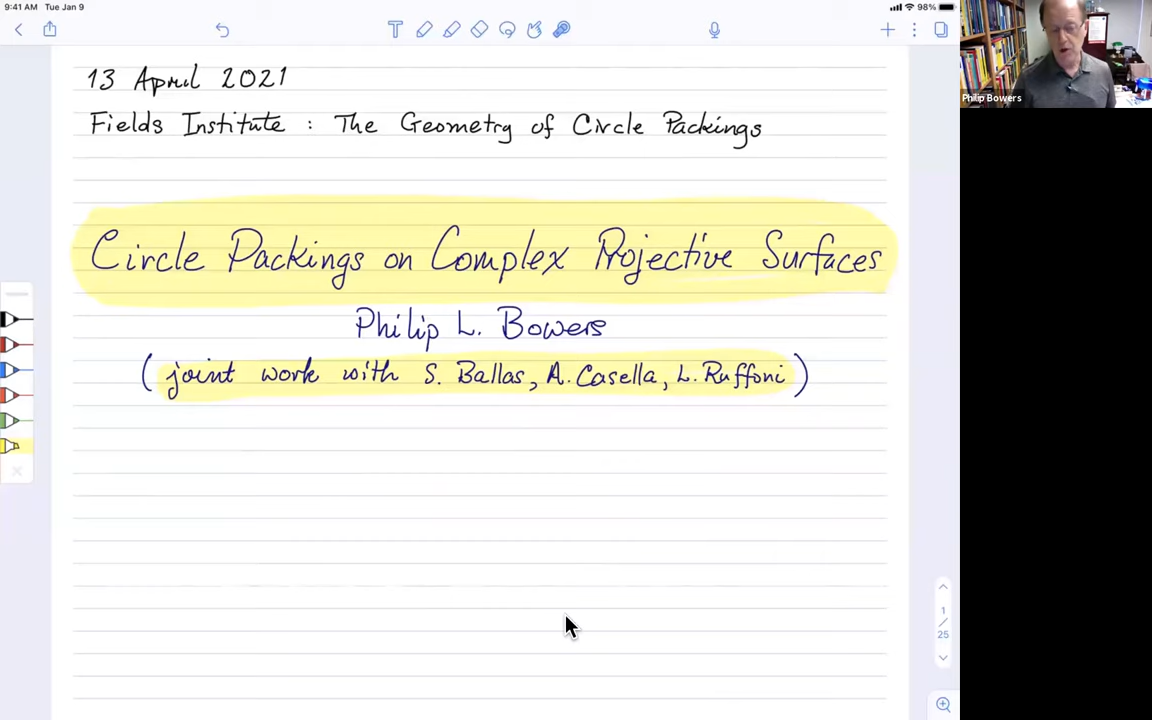 9:41 AM Tue Jan 9
98%
13 April 2021
Fields Institute : The Geometry of Circle Packings
Circle Packings on Complex Projective Surfaces
Philip L. Bowers
(joint work with S. Ballas, A. Casella, L. Ruffoni)
Philip Bowers
1
/
25